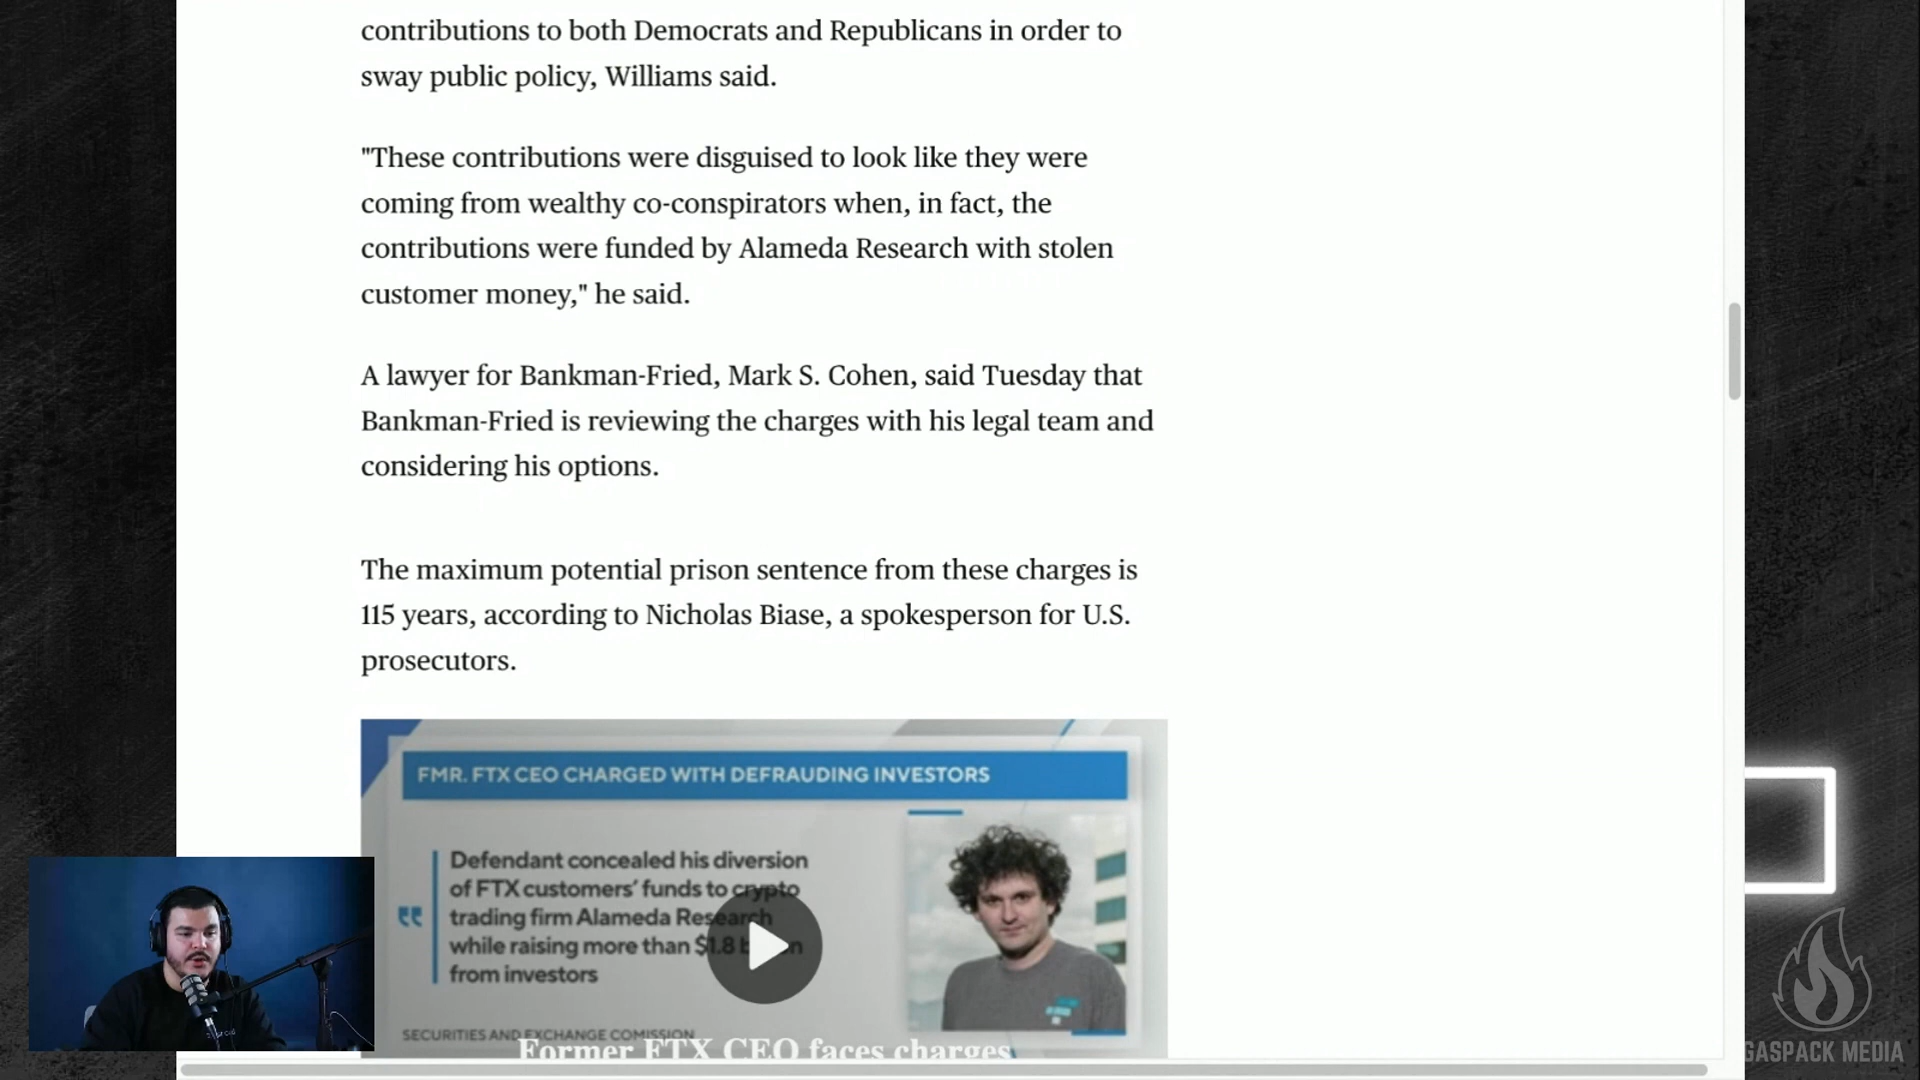 contributions to both Democrats and Republicans in order to
sway public policy, Williams said.
"These contributions were disguised to look like they were
coming from wealthy co-conspirators when, in fact, the
contributions were funded by Alameda Research with stolen
customer money," he said.
A lawyer for Bankman-Fried, Mark S. Cohen, said Tuesday that
Bankman-Fried is reviewing the charges with his legal team and
considering his options.
The maximum potential prison sentence from these charges is
115 years, according to Nicholas Biase, a spokesperson for U.S.
prosecutors.
FMR. FTX CEO CHARGED WITH DEFRAUDING INVESTORS
Defendant concealed his diversion
of FTX customers' funds to crypto
trading firm Alameda Research
while raising more than $1.8
from investors
SECURITIES AND EXCHANGE COMISSION
Former FTX CEO faces charges
GASPACK MEDIA